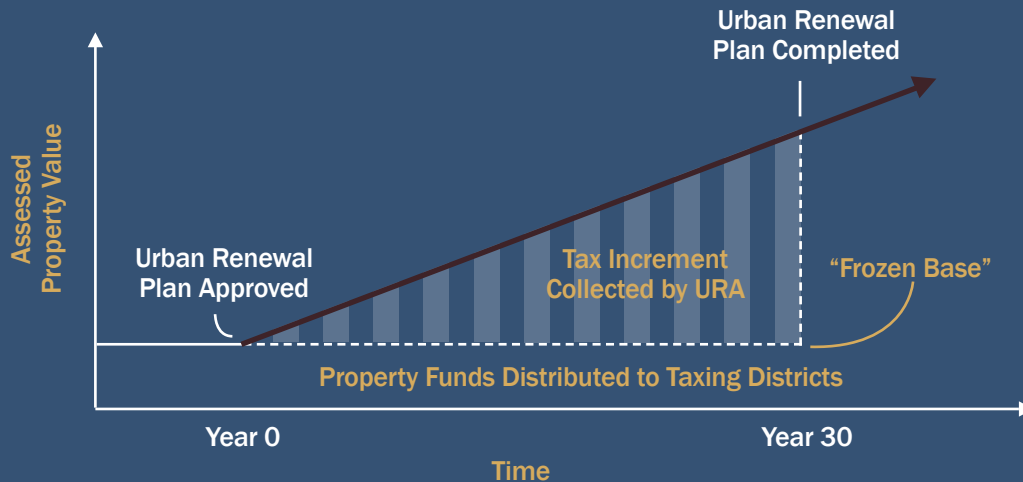 Urban Renewal
Plan Completed
Assessed
Property Value
Urban Renewal
Plan Approved
Tax Increment
Collected by URA
“Frozen Base”
Property Funds Distributed to Taxing Districts
Year 0
Year 30
Time